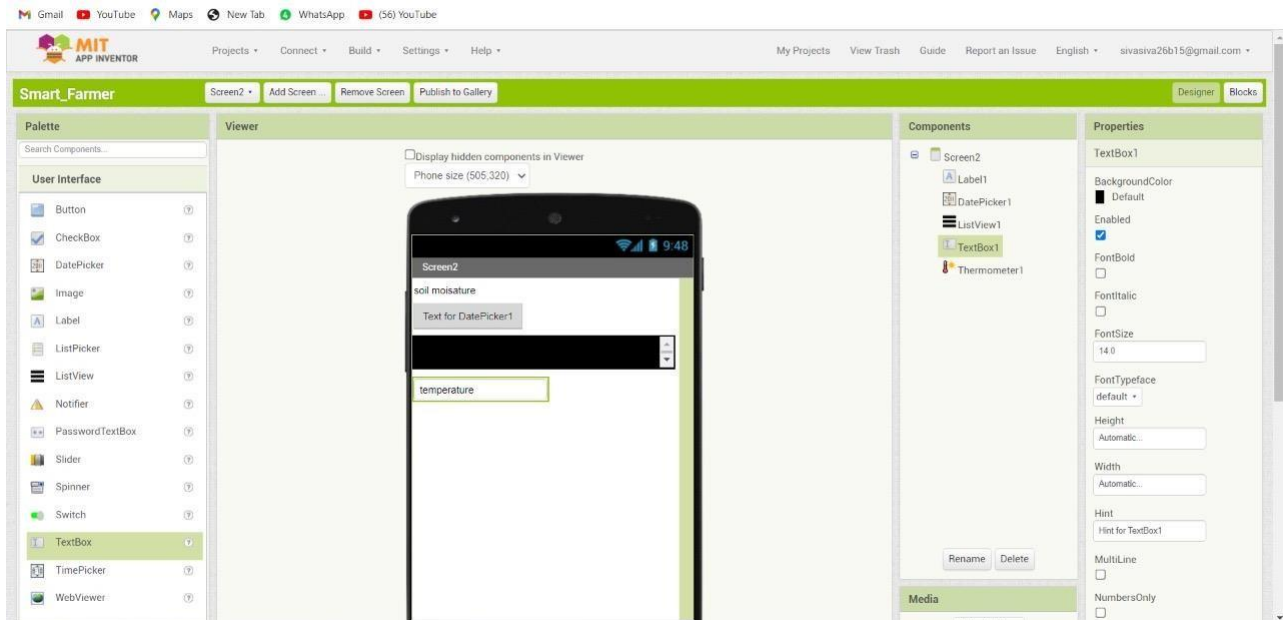 Gmail YouTube Maps New Tab WhatsApp (56) YouTube
MIT
APP INVENTOR
Projects Connect Build Settings Help My Projects View Trash Guide Report an Issue English sivasiva26b15@gmail.com
Smart_Farmer Screen2 Add Screen ... Remove Screen Publish to Gallery Designer Blocks
Palette
Search Components...
User Interface
Button
CheckBox
DatePicker
Image
Label
ListPicker
ListView
Notifier
PasswordTextBox
Slider
Spinner
Switch
TextBox
TimePicker
WebViewer
Viewer
Display hidden components in Viewer
Phone size (505,320)
9:48
Screen2
soil moisature
Text for DatePicker1
temperature
Components
Screen2
Label1
DatePicker1
ListView1
TextBox1
Thermometer1
Rename Delete
Media
Properties
TextBox1
BackgroundColor
Default
Enabled
FontBold
FontItalic
FontSize
14.0
FontTypeface
default
Height
Automatic...
Width
Automatic...
Hint
Hint for TextBox1
MultiLine
NumbersOnly